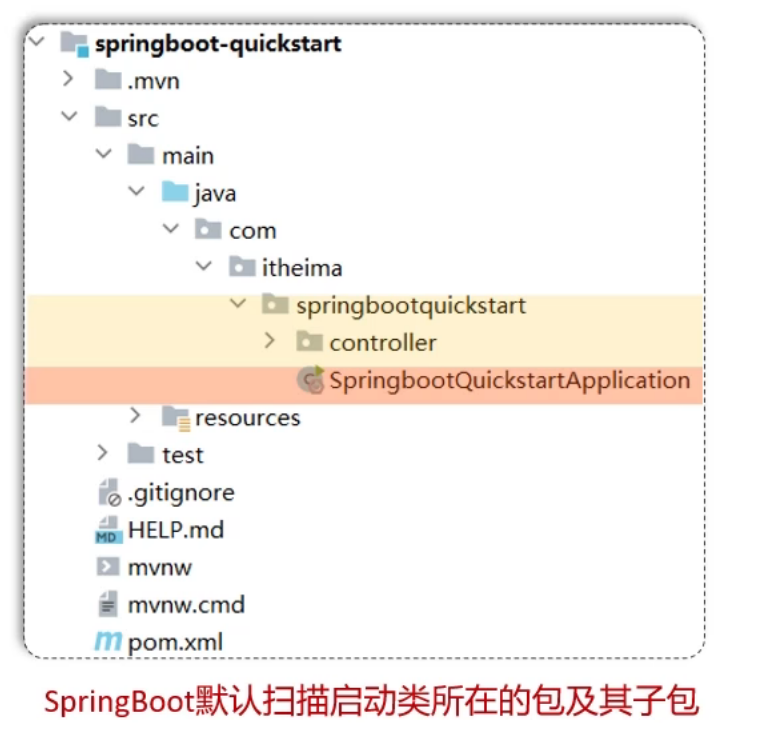 springboot-quickstart
.mvn
src
main
java
com
itheima
springbootquickstart
controller
SpringbootQuickstartApplication
resources
test
.gitignore
MD HELP.md
mvnw
mvnw.cmd
m pom.xml
SpringBoot默认扫描启动类所在的包及其子包